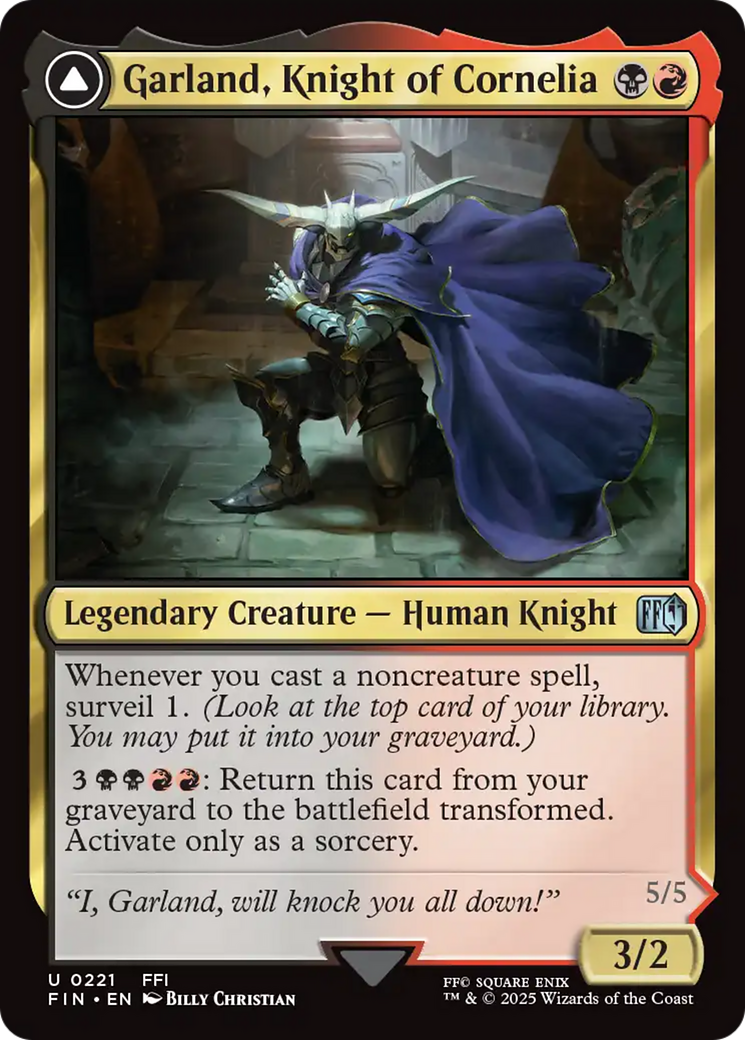 Garland, Knight of Cornelia
Legendary Creature — Human Knight
FF
Whenever you cast a noncreature spell,
surveil 1. (Look at the top card of your library.
You may put it into your graveyard.)
3: Return this card from your
graveyard to the battlefield transformed.
Activate only as a sorcery.
“I, Garland, will knock you all down!”
5/5
3/2
U 0221 FFI
FIN • EN Billy Christian
FF© SQUARE ENIX
™ & © 2025 Wizards of the Coast